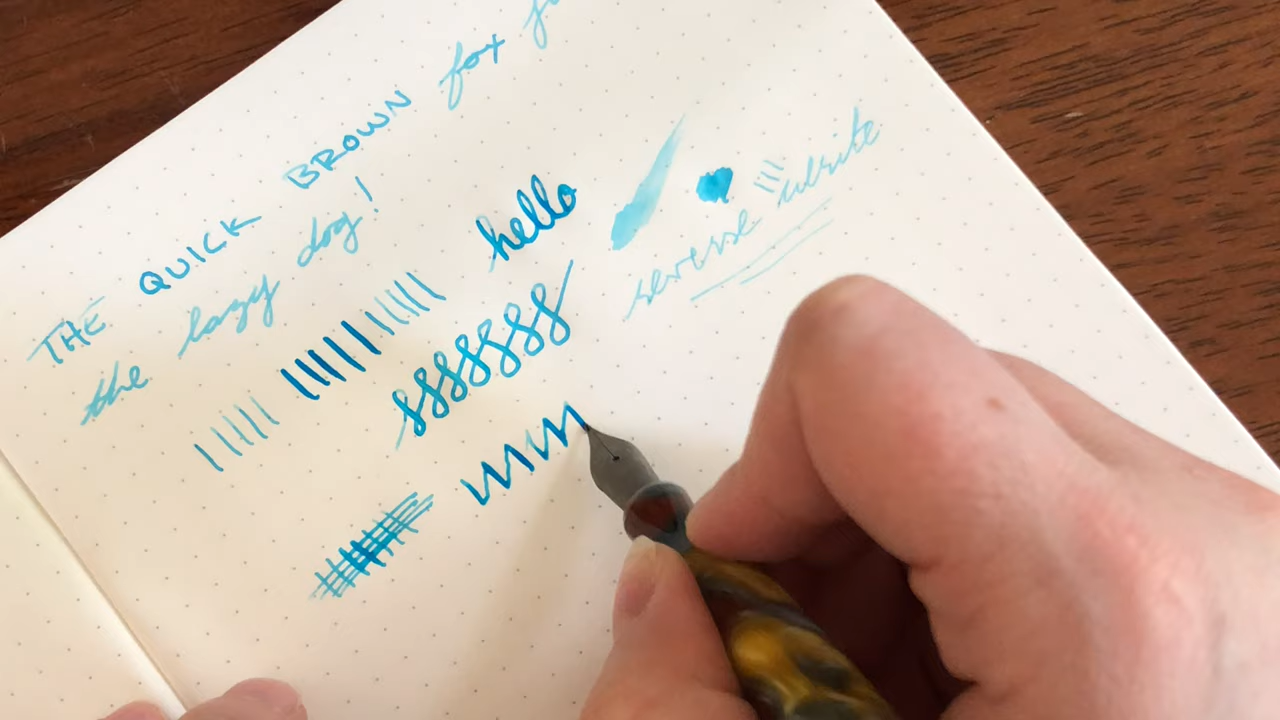 THE QUICK BROWN fox
the lazy dog!
hello
reverse write